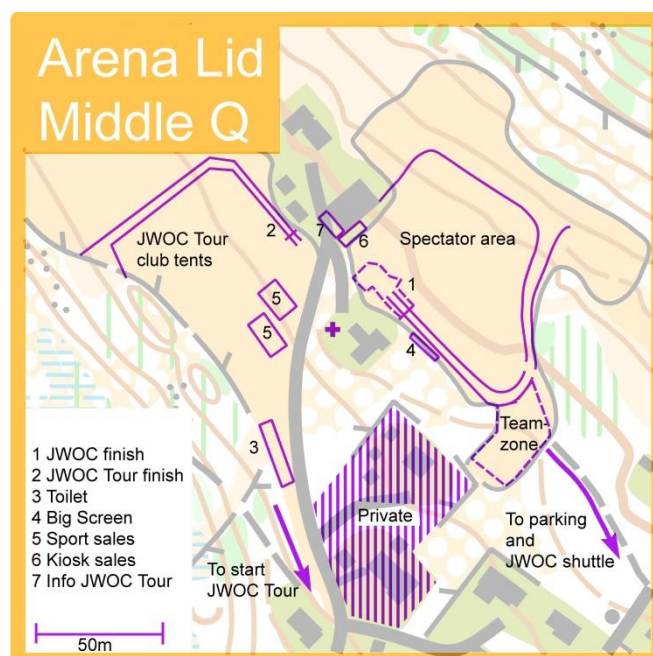 Arena Lid
Middle Q
JWOC Tour
club tents
2
7
6
Spectator area
1
5
5
4
3
Team-
zone
Private
1 JWOC finish
2 JWOC Tour finish
3 Toilet
4 Big Screen
5 Sport sales
6 Kiosk sales
7 Info JWOC Tour
To start
JWOC Tour
To parking
and
JWOC shuttle
50m